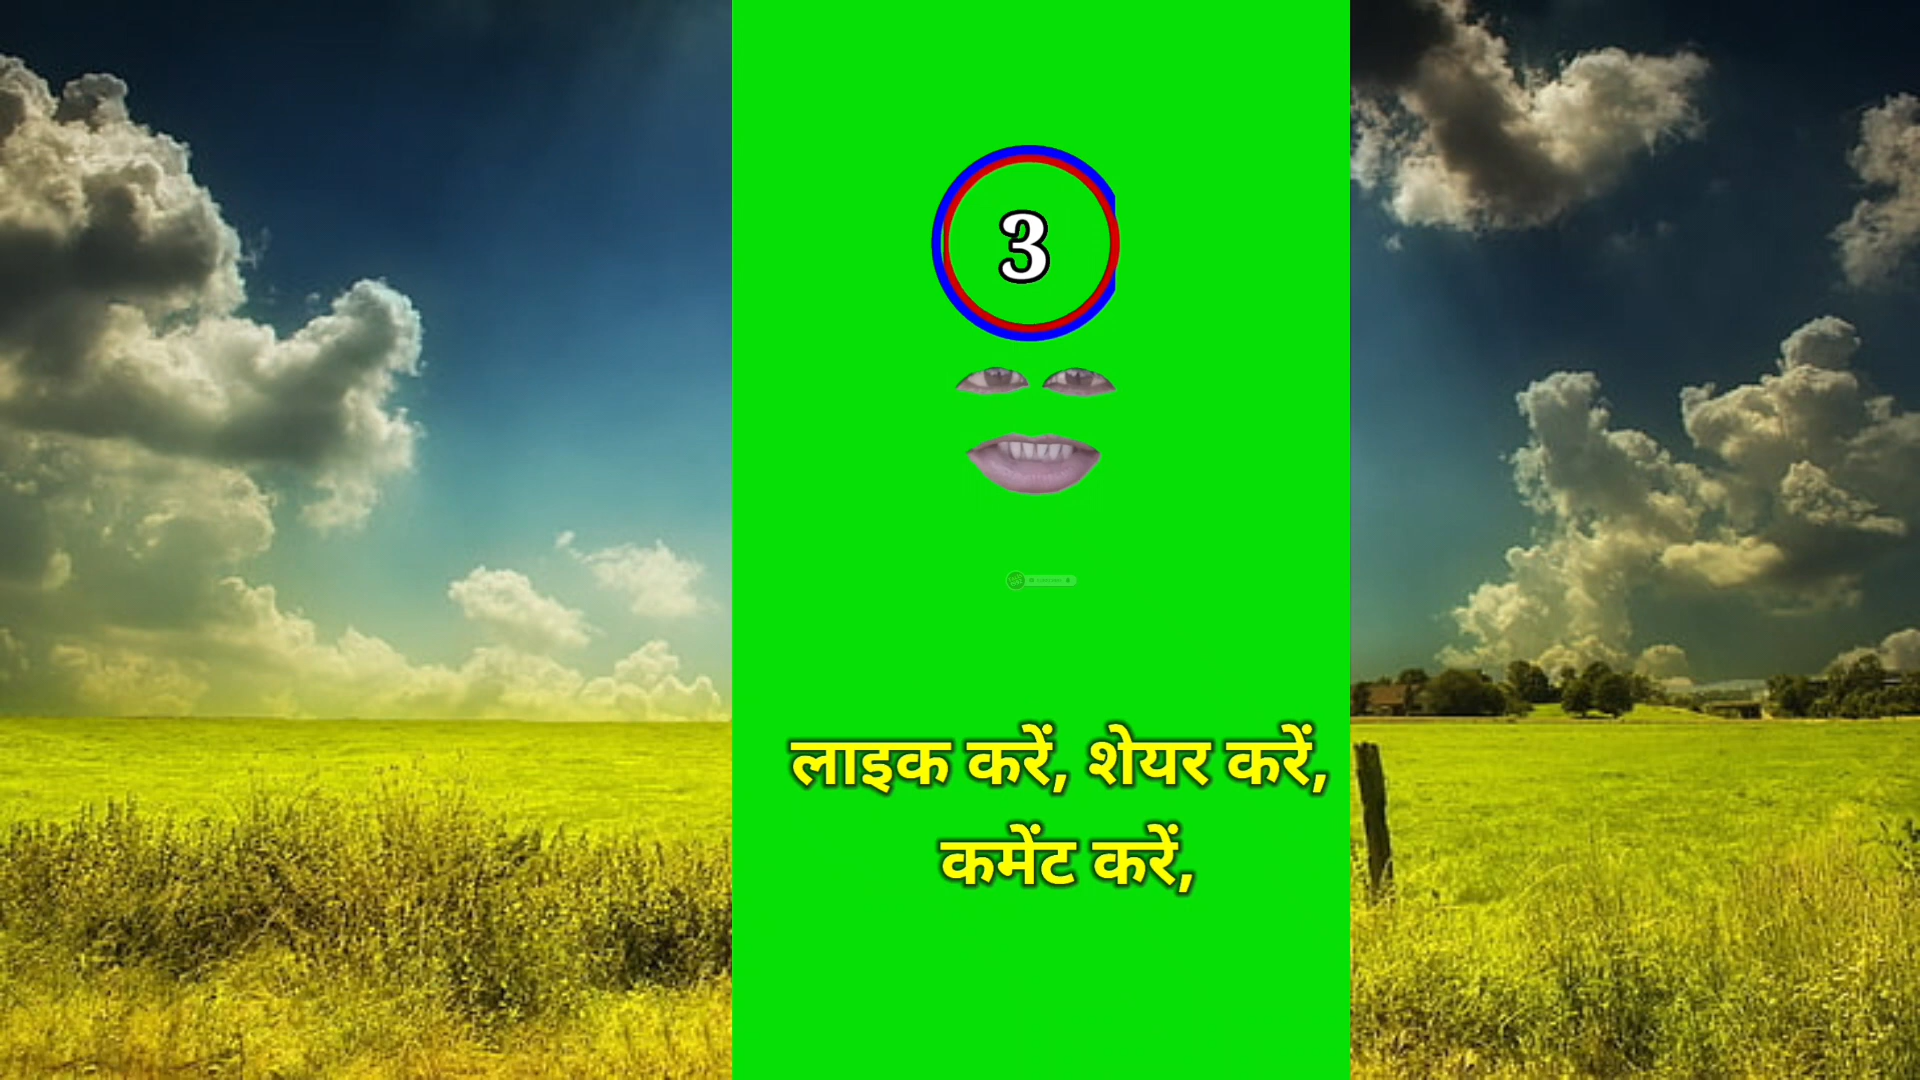 3
लाइक करें, शेयर करें,
कमेंट करें,